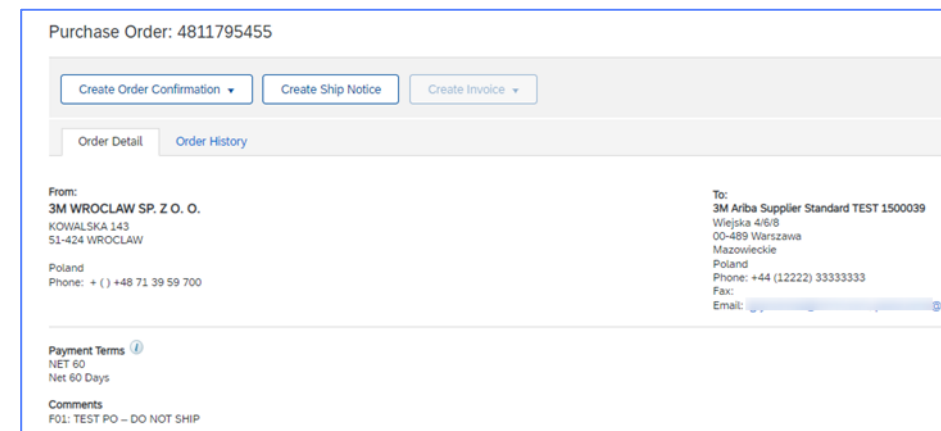 Purchase Order: 4811795455
Create Order Confirmation
Create Ship Notice
Create Invoice
Order Detail
Order History
From:
3M WROCLAW SP. Z O. O.
KOWALSKA 143
51-424 WROCLAW
Poland
Phone: + ( ) +48 71 39 59 700
To:
3M Ariba Supplier Standard TEST 1500039
Wiejska 4/6/8
00-489 Warszawa
Mazowieckie
Poland
Phone: +44 (12222) 33333333
Fax:
Email:
Payment Terms
NET 60
Net 60 Days
Comments
F01: TEST PO – DO NOT SHIP